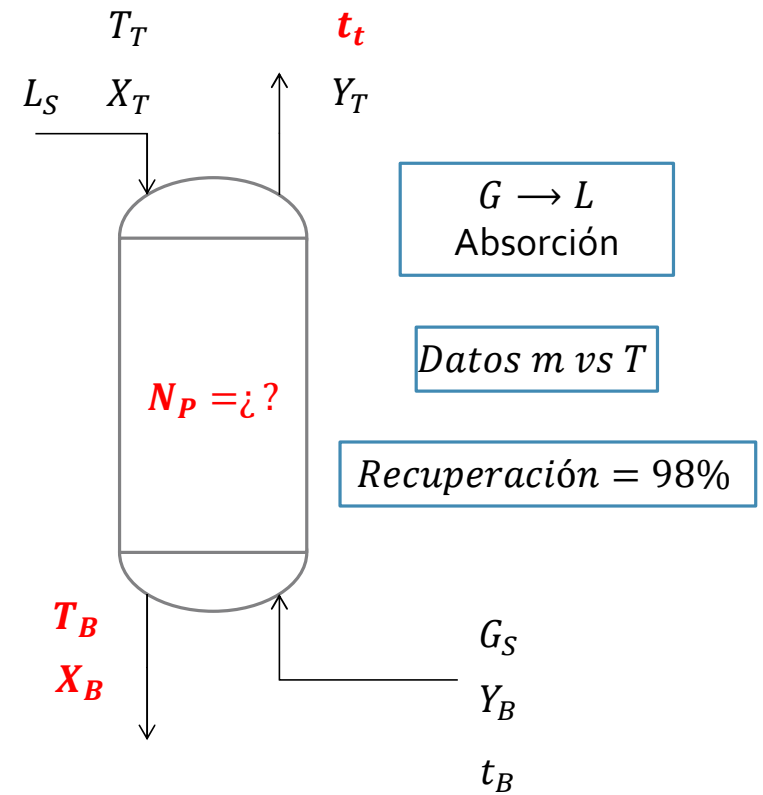 T_T t_t
L_S X_T Y_T
G ⟶ L
Absorción
Datos m vs T
N_P =¿ ?
Recuperación = 98%
T_B
X_B
G_S
Y_B
t_B